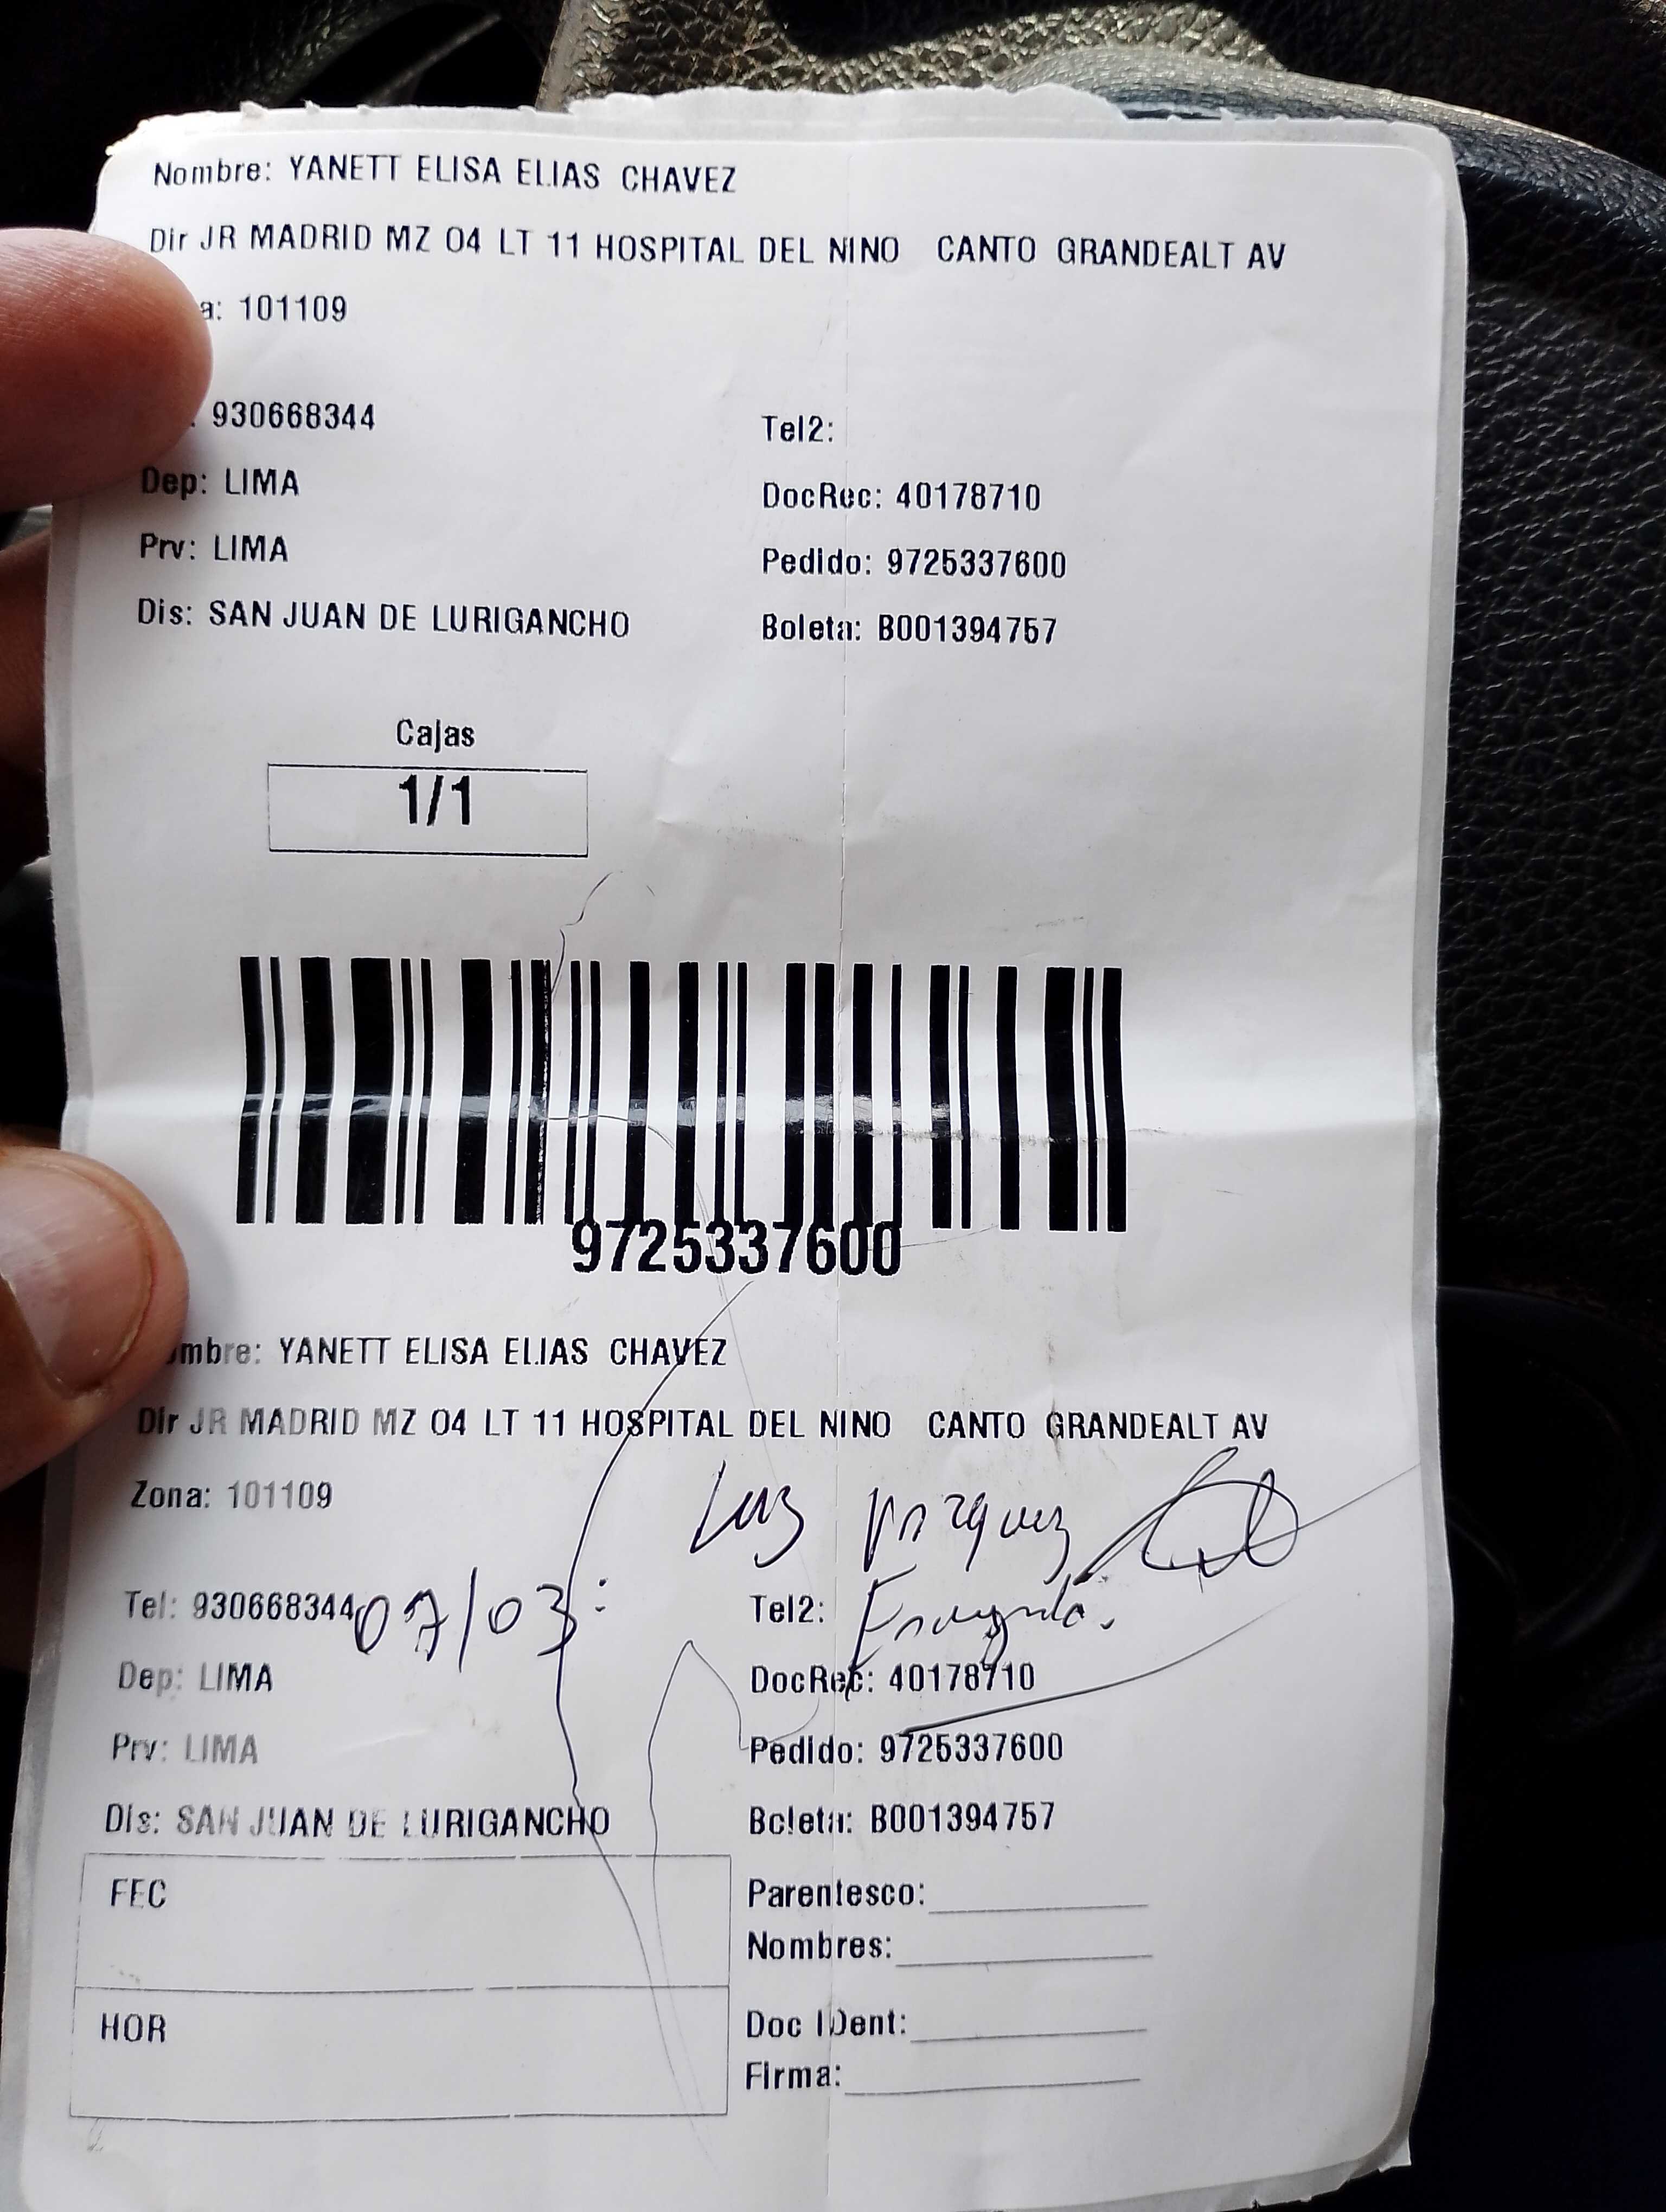 Nombre: YANETT ELISA ELIAS CHAVEZ
Dir JR MADRID MZ 04 LT 11 HOSPITAL DEL NINO CANTO GRANDEALT AV
a: 101109
930668344 Tel2:
Dep: LIMA DocRec: 40178710
Prv: LIMA Pedido: 9725337600
Dis: SAN JUAN DE LURIGANCHO Boleta: B001394757
Cajas
1/1
9725337600
mbre: YANETT ELISA ELIAS CHAVEZ
Dir JR MADRID MZ 04 LT 11 HOSPITAL DEL NINO CANTO GRANDEALT AV
Zona: 101109
Tel: 930668344 07/03: Tel2:
Dep: LIMA DocRec: 40178710
Prv: LIMA Pedido: 9725337600
Dis: SAN JUAN DE LURIGANCHO Boleta: B001394757
FEC Parentesco:
Nombres:
HOR Doc IDent:
Firma: